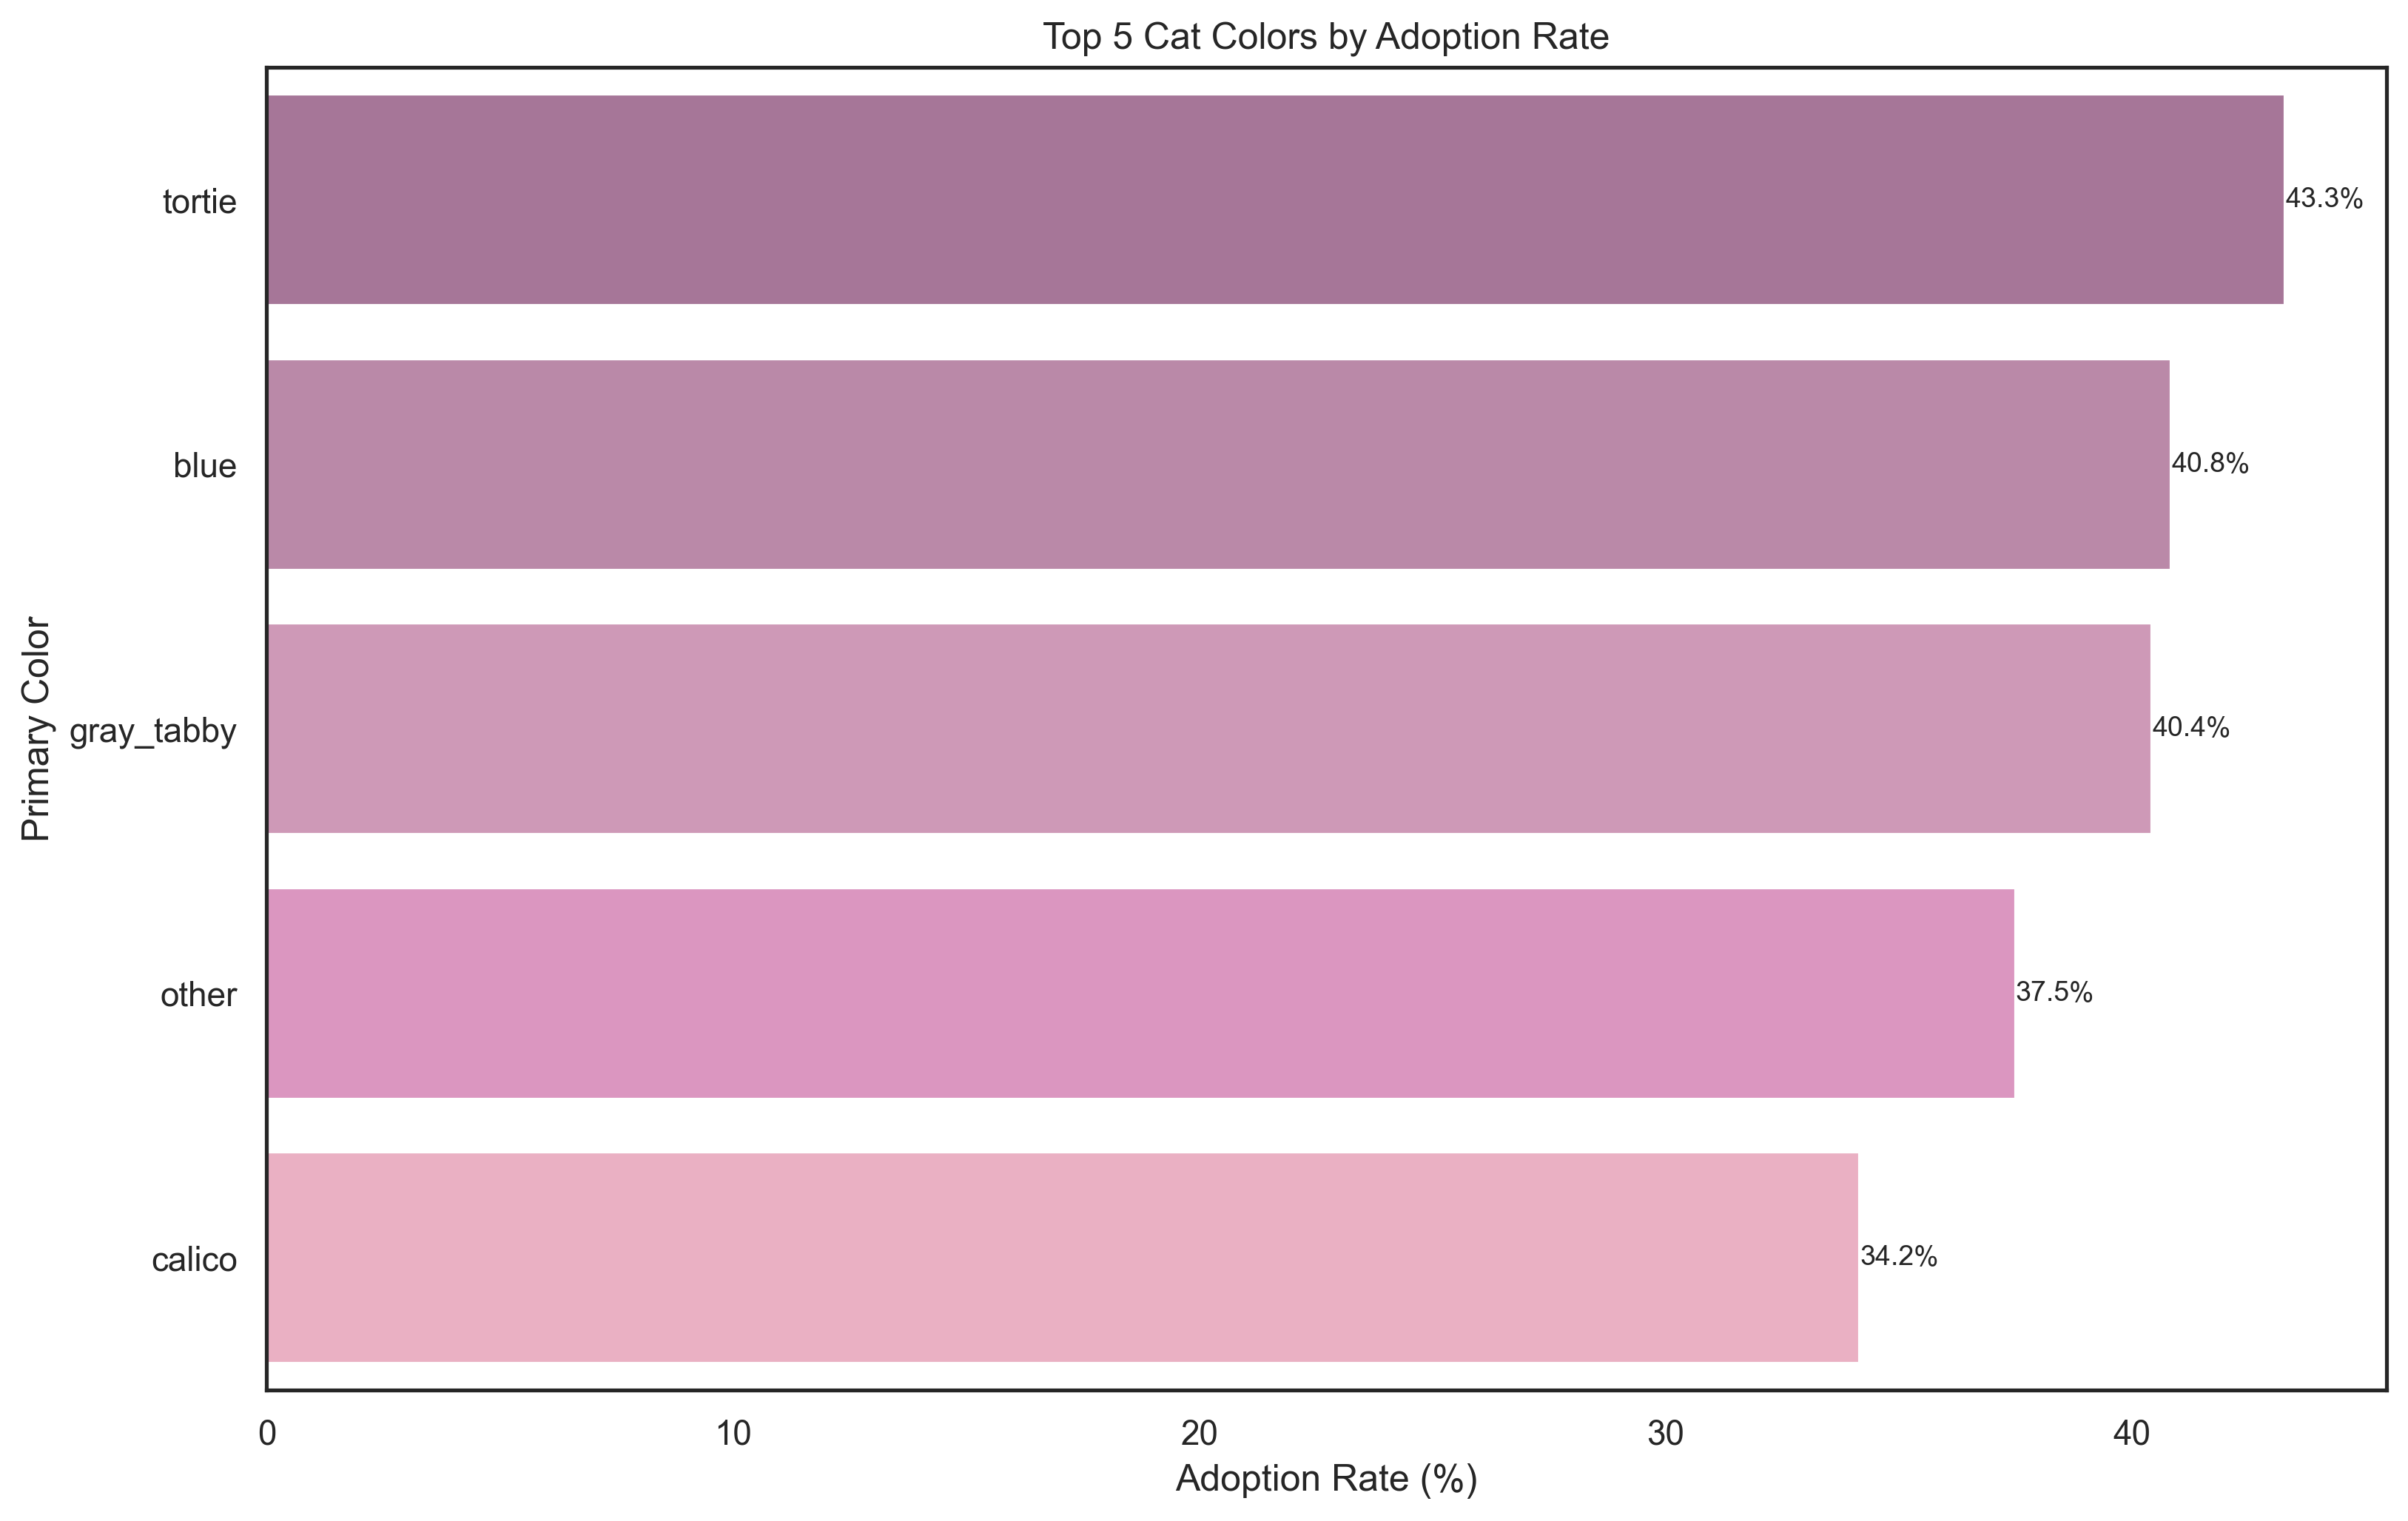 Top 5 Cat Colors by Adoption Rate
Primary Color
tortie
43.3%
blue
40.8%
gray_tabby
40.4%
other
37.5%
calico
34.2%
0 10 20 30 40
Adoption Rate (%)